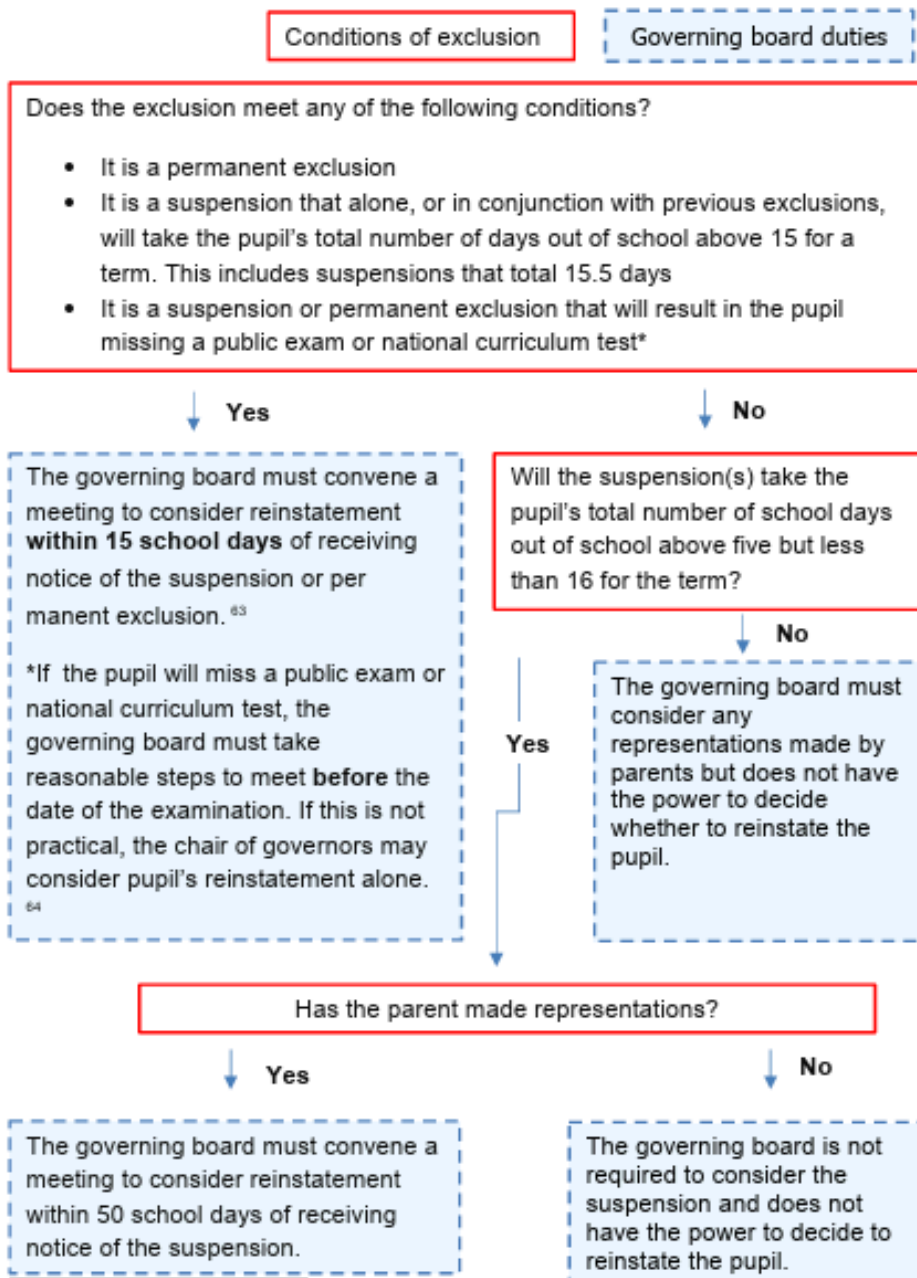 Conditions of exclusion
Governing board duties
Does the exclusion meet any of the following conditions?
• It is a permanent exclusion
• It is a suspension that alone, or in conjunction with previous exclusions,
will take the pupil's total number of days out of school above 15 for a
term. This includes suspensions that total 15.5 days
• It is a suspension or permanent exclusion that will result in the pupil
missing a public exam or national curriculum test*
Yes
No
The governing board must convene a
meeting to consider reinstatement
within 15 school days of receiving
notice of the suspension or per
manent exclusion. 63
*If the pupil will miss a public exam or
national curriculum test, the
governing board must take
reasonable steps to meet before the
date of the examination. If this is not
practical, the chair of governors may
consider pupil's reinstatement alone.
64
Will the suspension(s) take the
pupil's total number of school days
out of school above five but less
than 16 for the term?
No
Yes
The governing board must
consider any
representations made by
parents but does not have
the power to decide
whether to reinstate the
pupil.
Has the parent made representations?
Yes
No
The governing board must convene a
meeting to consider reinstatement
within 50 school days of receiving
notice of the suspension.
The governing board is not
required to consider the
suspension and does not
have the power to decide to
reinstate the pupil.